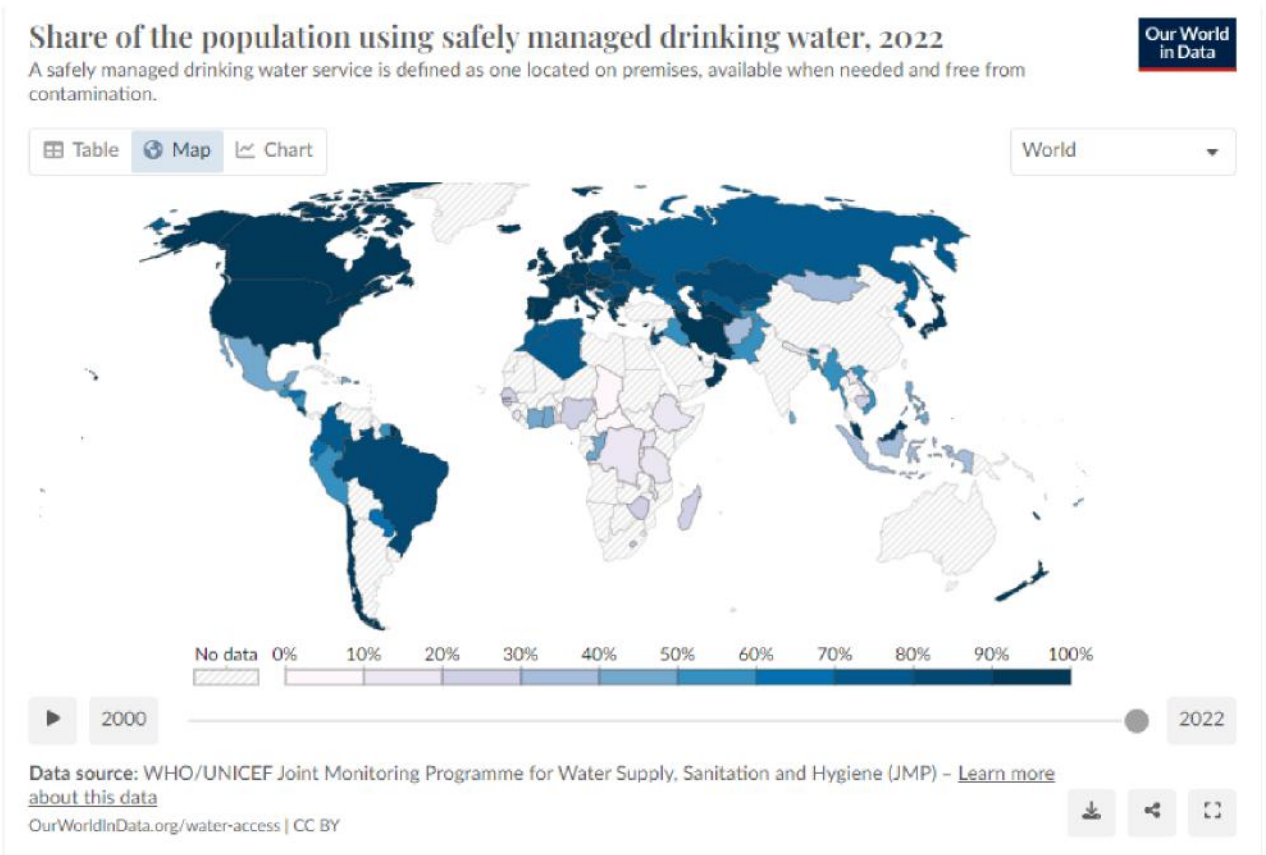 Share of the population using safely managed drinking water, 2022
Our World
in Data
A safely managed drinking water service is defined as one located on premises, available when needed and free from
contamination.
Table
Map
Chart
World
No data
0%
10%
20%
30%
40%
50%
60%
70%
80%
90%
100%
2000
2022
Data source: WHO/UNICEF Joint Monitoring Programme for Water Supply, Sanitation and Hygiene (JMP) – Learn more
about this data
OurWorldInData.org/water-access | CC BY